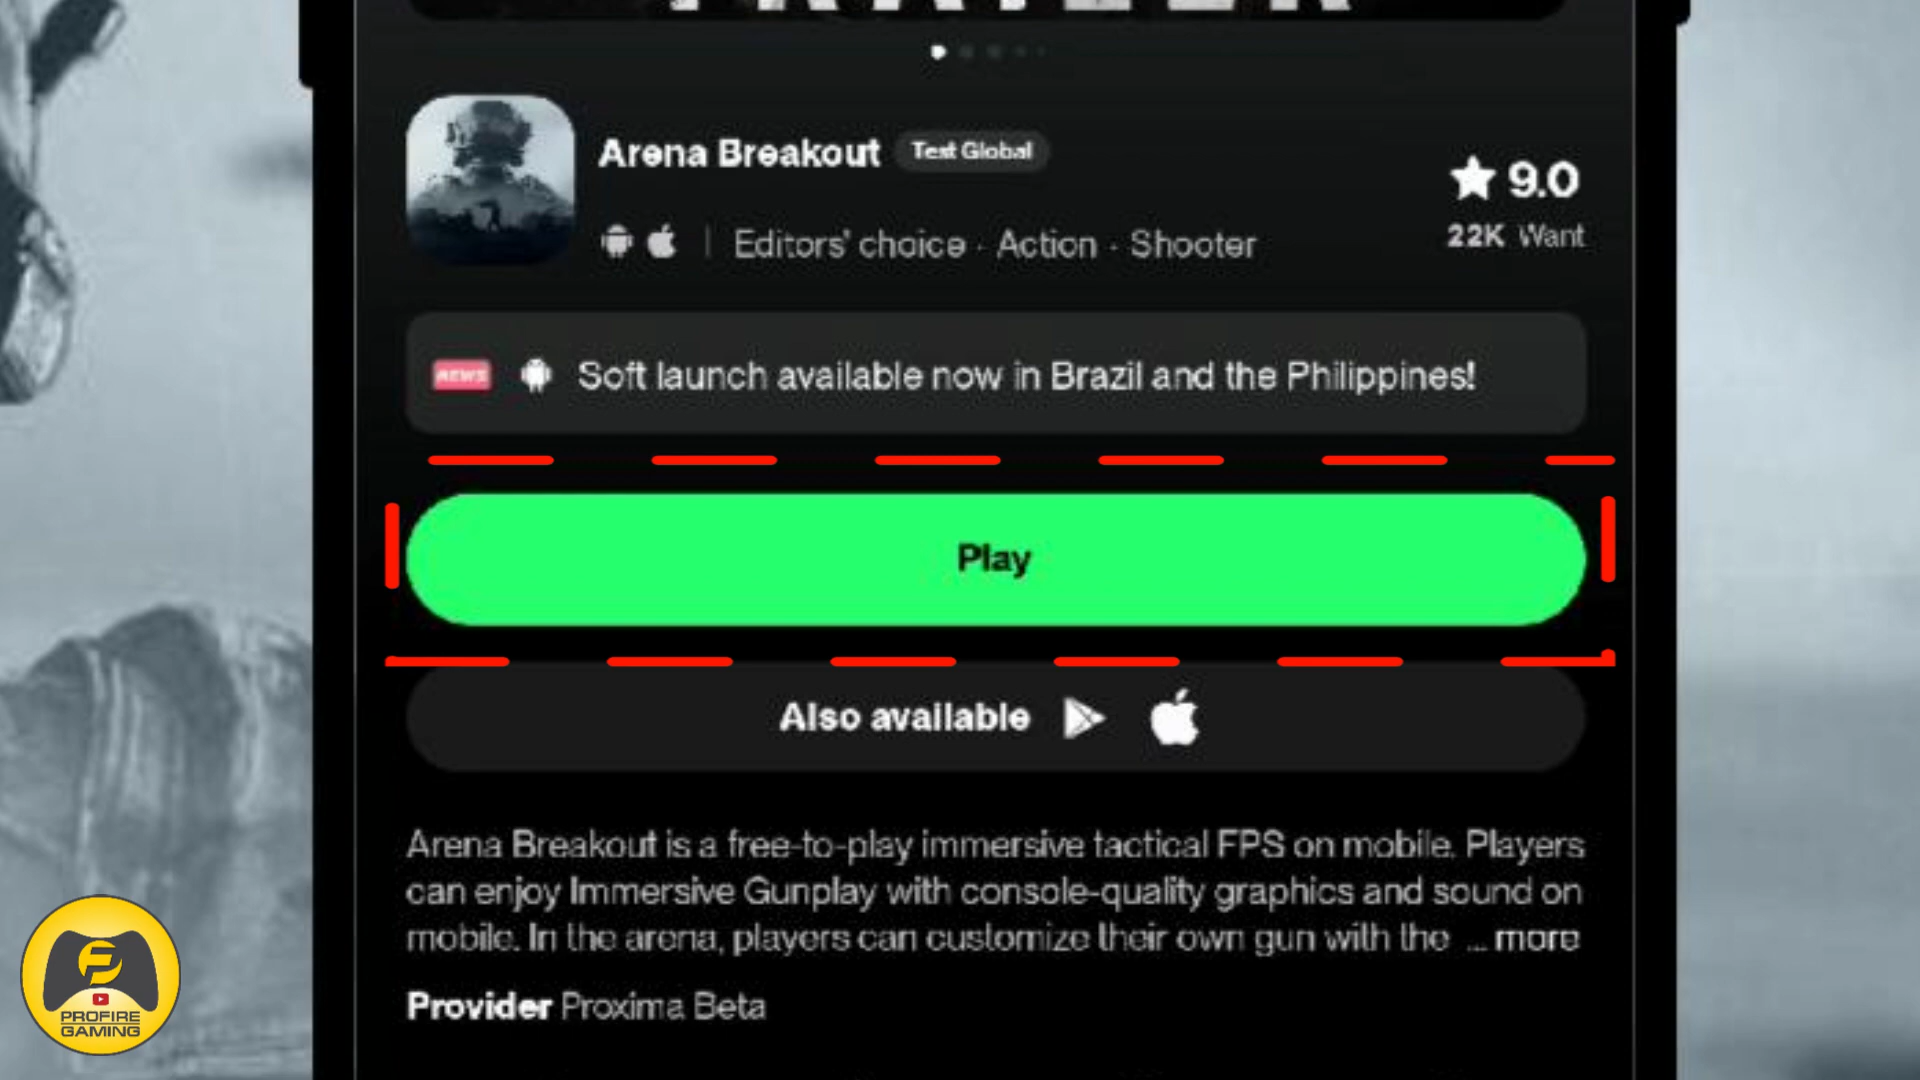 Arena Breakout Test Global
9.0
Editors' choice · Action · Shooter
22K Want
NEWS Soft launch available now in Brazil and the Philippines!
Play
Also available
Arena Breakout is a free-to-play immersive tactical FPS on mobile. Players
can enjoy Immersive Gunplay with console-quality graphics and sound on
mobile. In the arena, players can customize their own gun with the ... more
Provider Proxima Beta
PROFIRE
GAMING